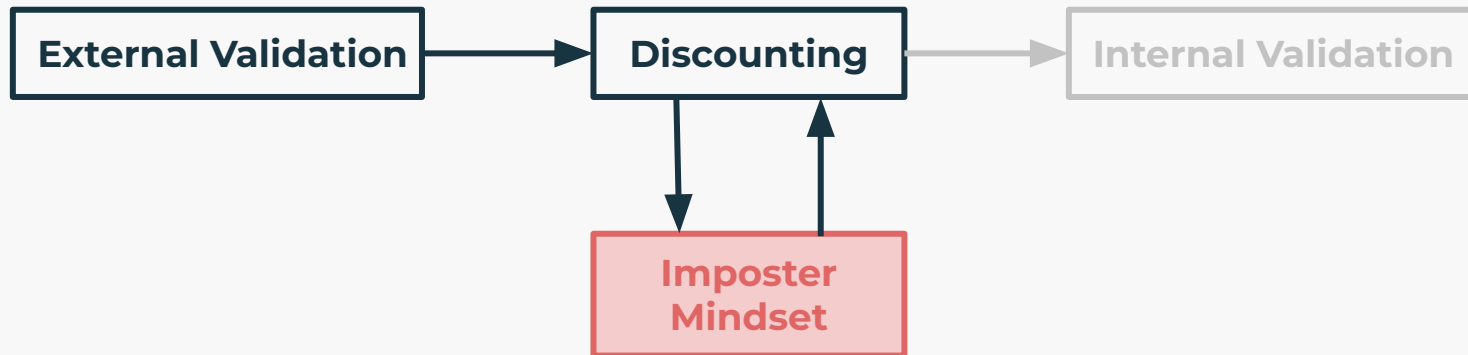 External Validation
Discounting
Internal Validation
Imposter
Mindset